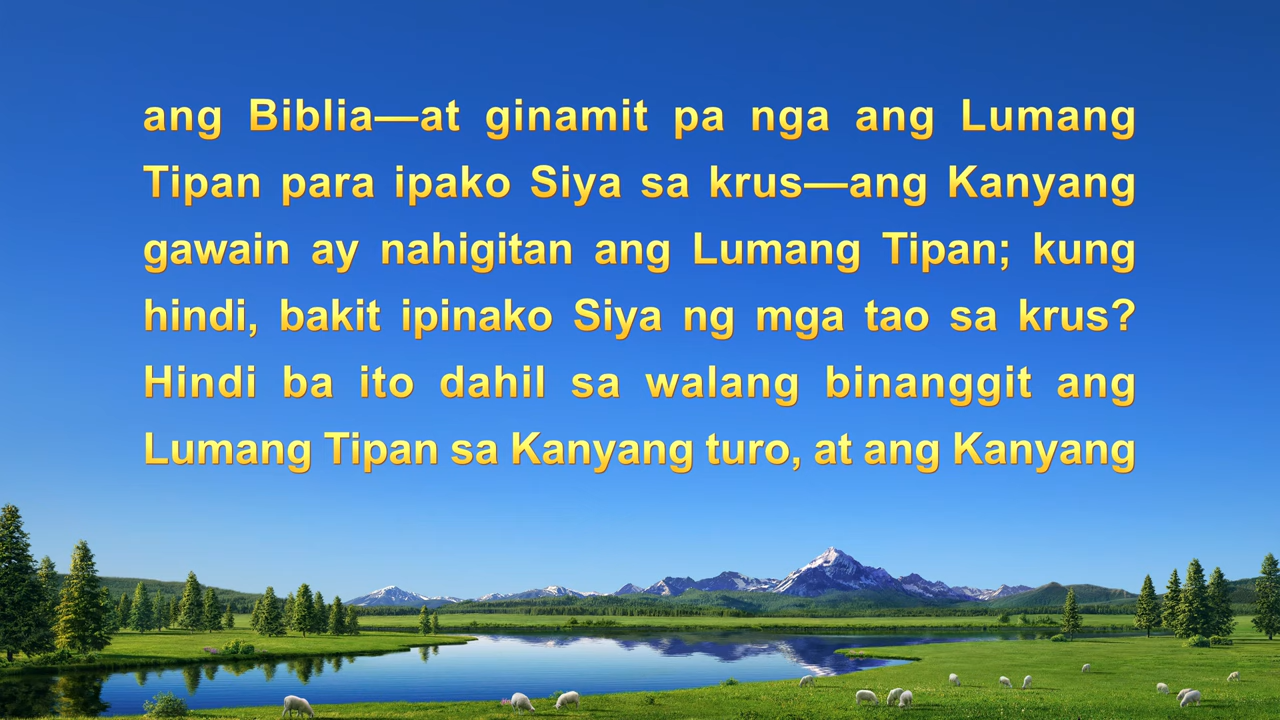 ang Biblia—at ginamit pa nga ang Lumang
Tipan para ipako Siya sa krus—ang Kanyang
gawain ay nahigitan ang Lumang Tipan; kung
hindi, bakit ipinako Siya ng mga tao sa krus?
Hindi ba ito dahil sa walang binanggit ang
Lumang Tipan sa Kanyang turo, at ang Kanyang